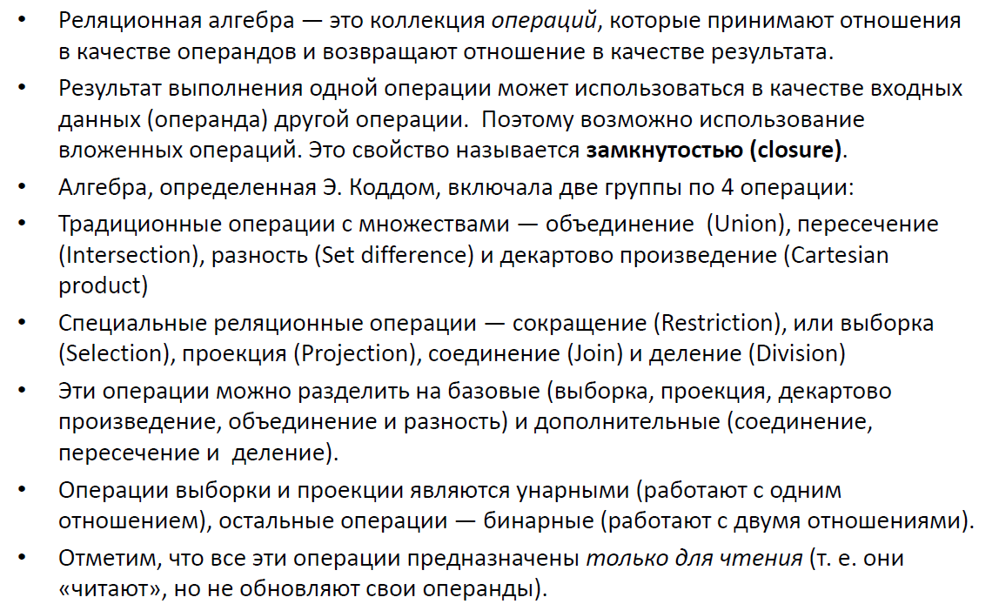 • Реляционная алгебра — это коллекция операций, которые принимают отношения
в качестве операндов и возвращают отношение в качестве результата.
• Результат выполнения одной операции может использоваться в качестве входных
данных (операнда) другой операции.  Поэтому возможно использование
вложенных операций. Это свойство называется замкнутостью (closure).
• Алгебра, определенная Э. Коддом, включала две группы по 4 операции:
• Традиционные операции с множествами — объединение  (Union), пересечение
(Intersection), разность (Set difference) и декартово произведение (Cartesian
product)
• Специальные реляционные операции — сокращение (Restriction), или выборка
(Selection), проекция (Projection), соединение (Join) и деление (Division)
• Эти операции можно разделить на базовые (выборка, проекция, декартово
произведение, объединение и разность) и дополнительные (соединение,
пересечение и  деление).
• Операции выборки и проекции являются унарными (работают с одним
отношением), остальные операции — бинарные (работают с двумя отношениями).
• Отметим, что все эти операции предназначены только для чтения (т. е. они
«читают», но не обновляют свои операнды).